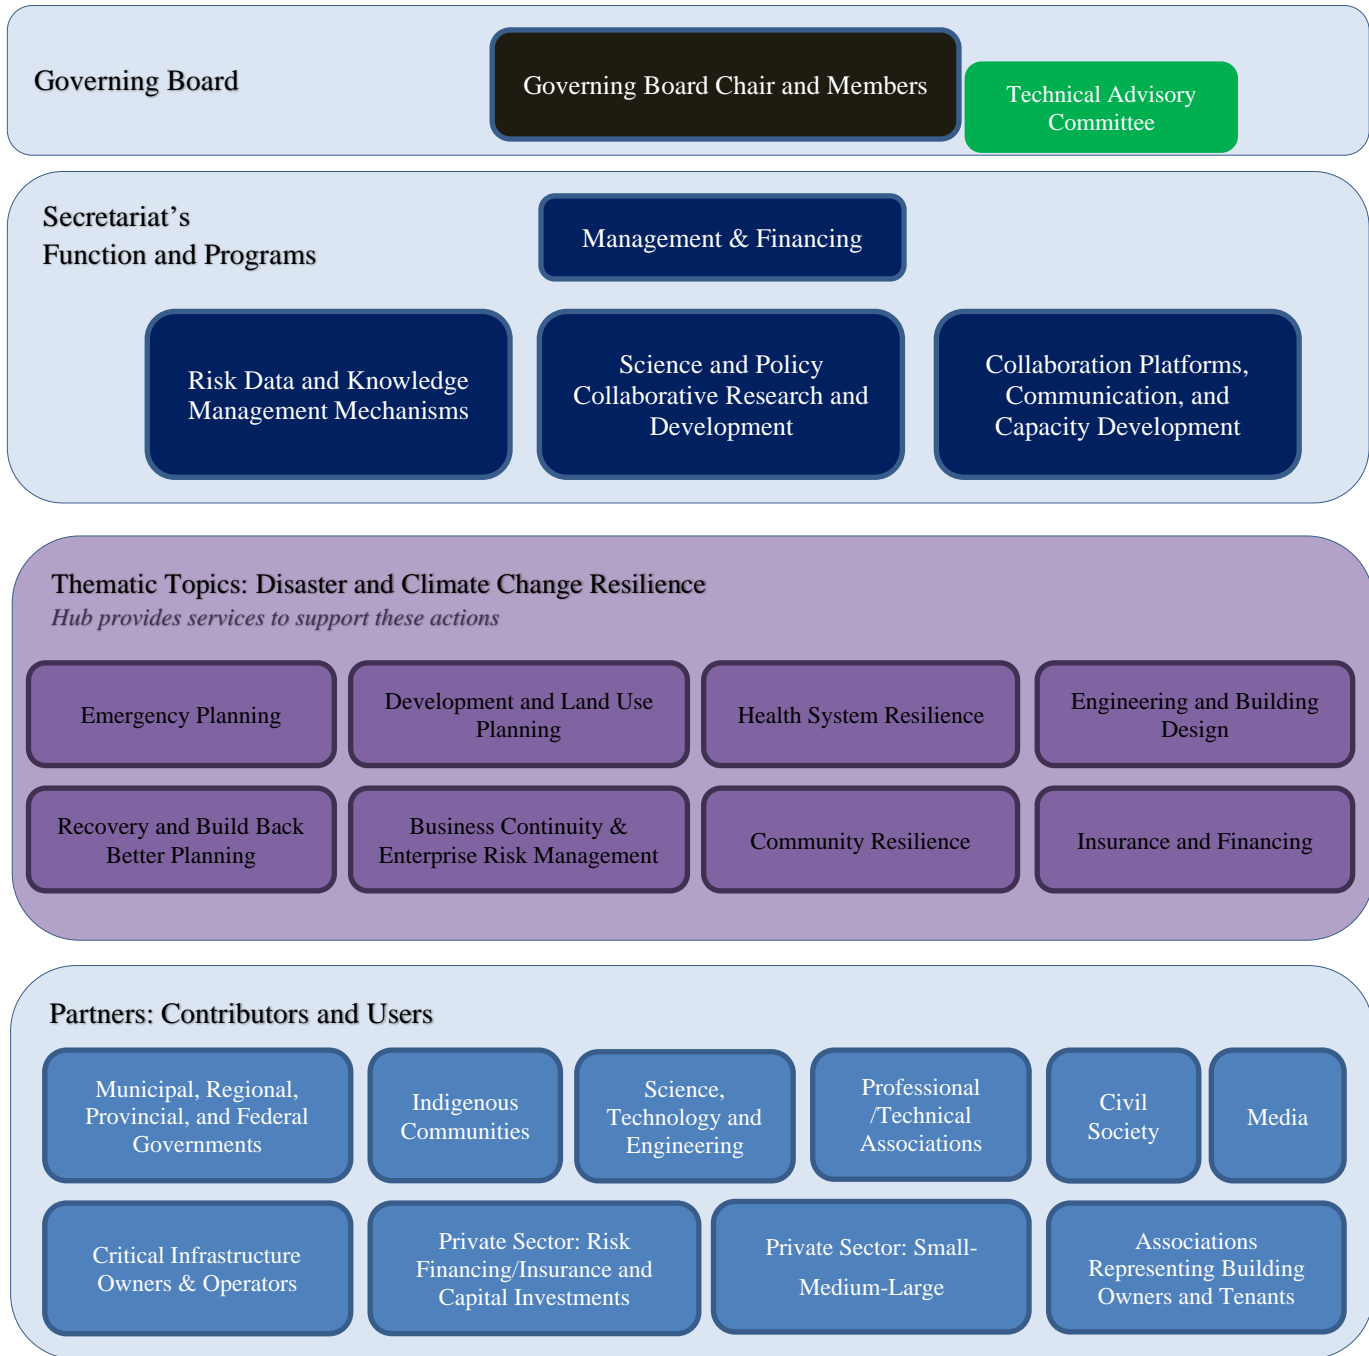 Governing Board
Governing Board Chair and Members
Technical Advisory
Committee
Secretariat’s
Function and Programs
Management & Financing
Risk Data and Knowledge
Management Mechanisms
Science and Policy
Collaborative Research and
Development
Collaboration Platforms,
Communication, and
Capacity Development
Thematic Topics: Disaster and Climate Change Resilience
Hub provides services to support these actions
Emergency Planning
Development and Land Use
Planning
Health System Resilience
Engineering and Building
Design
Recovery and Build Back
Better Planning
Business Continuity &
Enterprise Risk Management
Community Resilience
Insurance and Financing
Partners: Contributors and Users
Municipal, Regional,
Provincial, and Federal
Governments
Indigenous
Communities
Science,
Technology and
Engineering
Professional
/Technical
Associations
Civil
Society
Media
Critical Infrastructure
Owners & Operators
Private Sector: Risk
Financing/Insurance and
Capital Investments
Private Sector: Small-
Medium-Large
Associations
Representing Building
Owners and Tenants